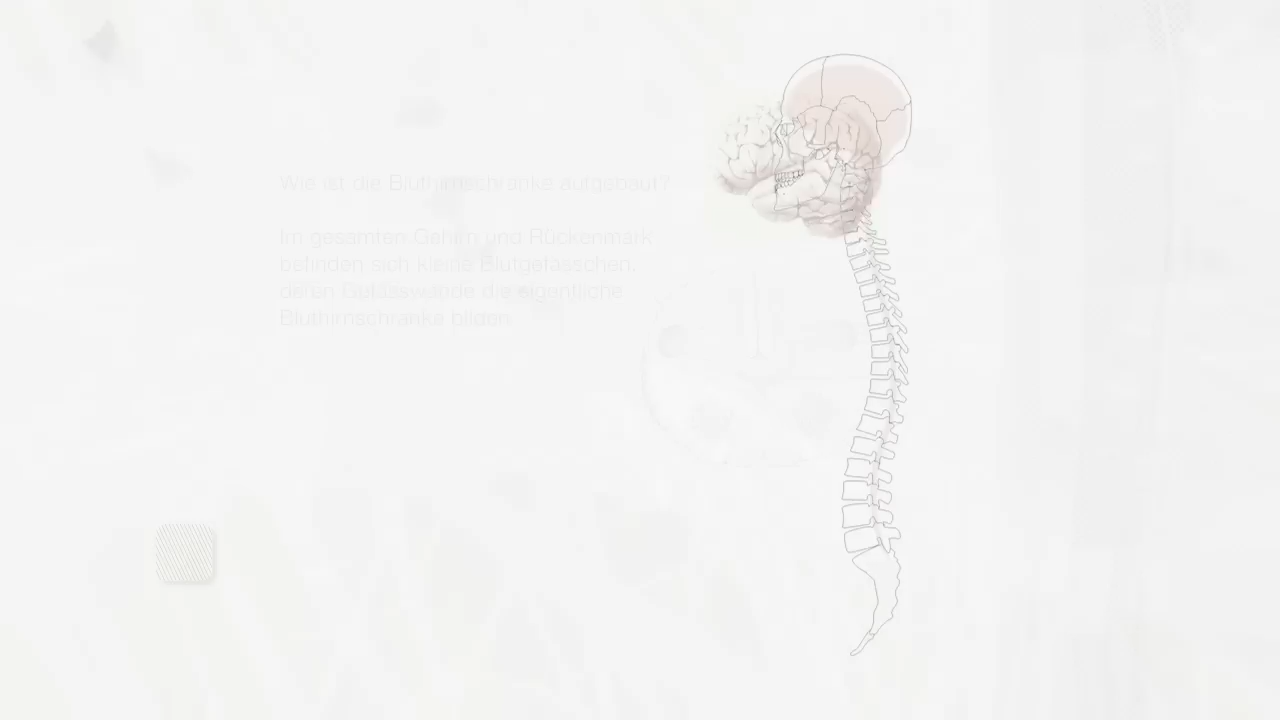 Wie ist die Bluthirnschranke aufgebaut?
Im gesamten Gehirn und Rückenmark
befinden sich kleine Blutgefässchen,
deren Gefässwände die eigentliche
Bluthirnschranke bilden.